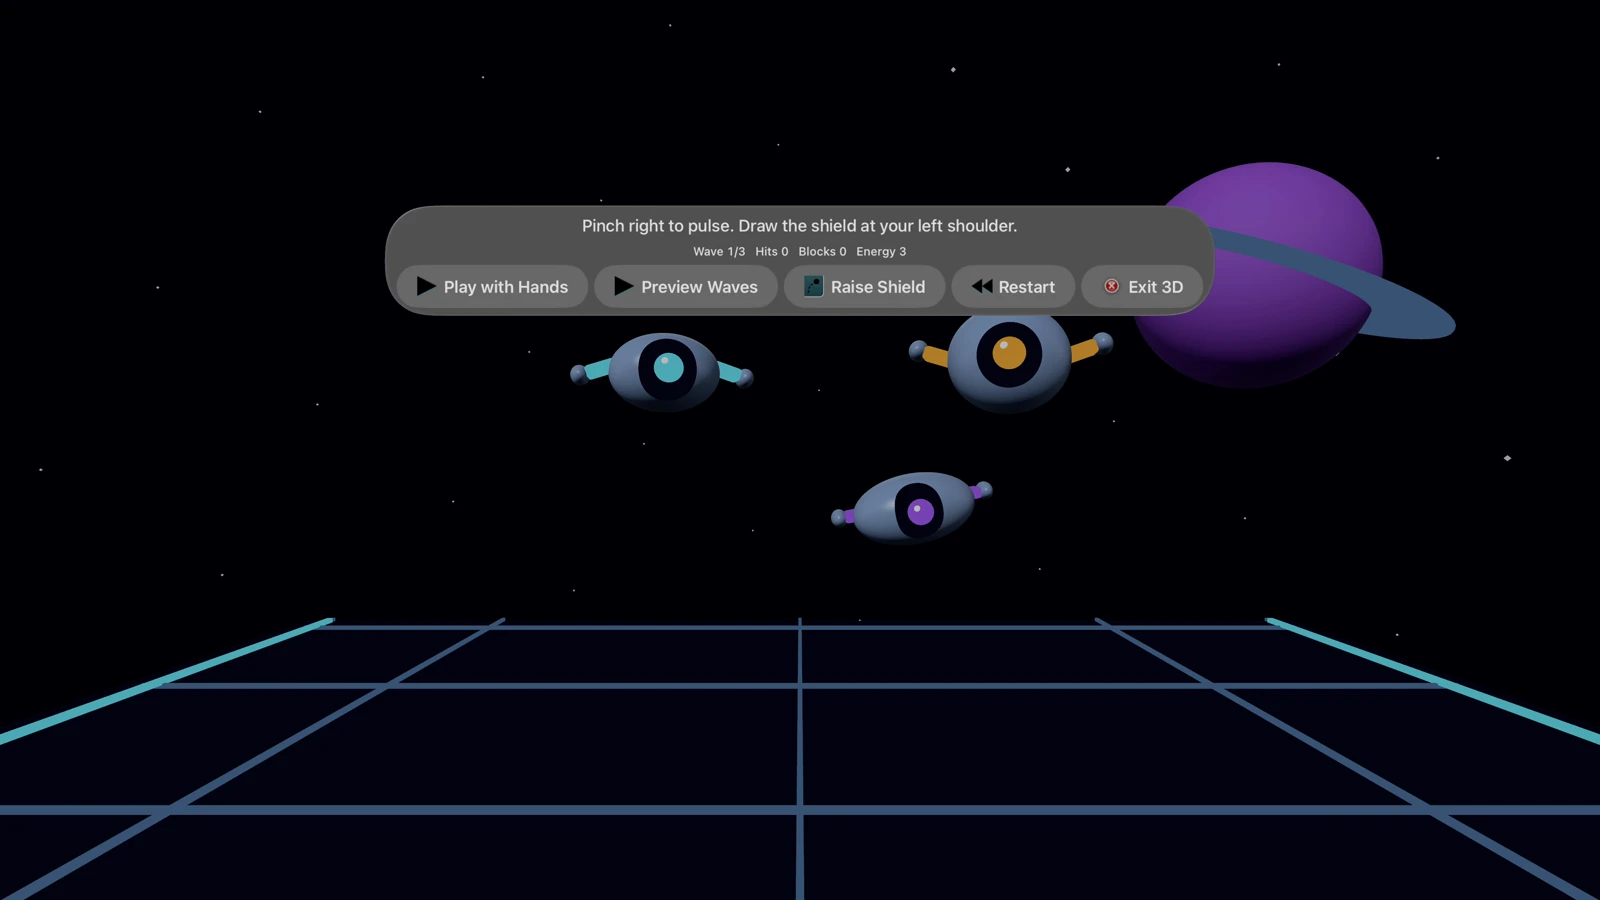 Pinch right to pulse. Draw the shield at your left shoulder.
Wave 1/3 Hits 0 Blocks 0 Energy 3
Play with Hands Preview Waves Raise Shield Restart Exit 3D